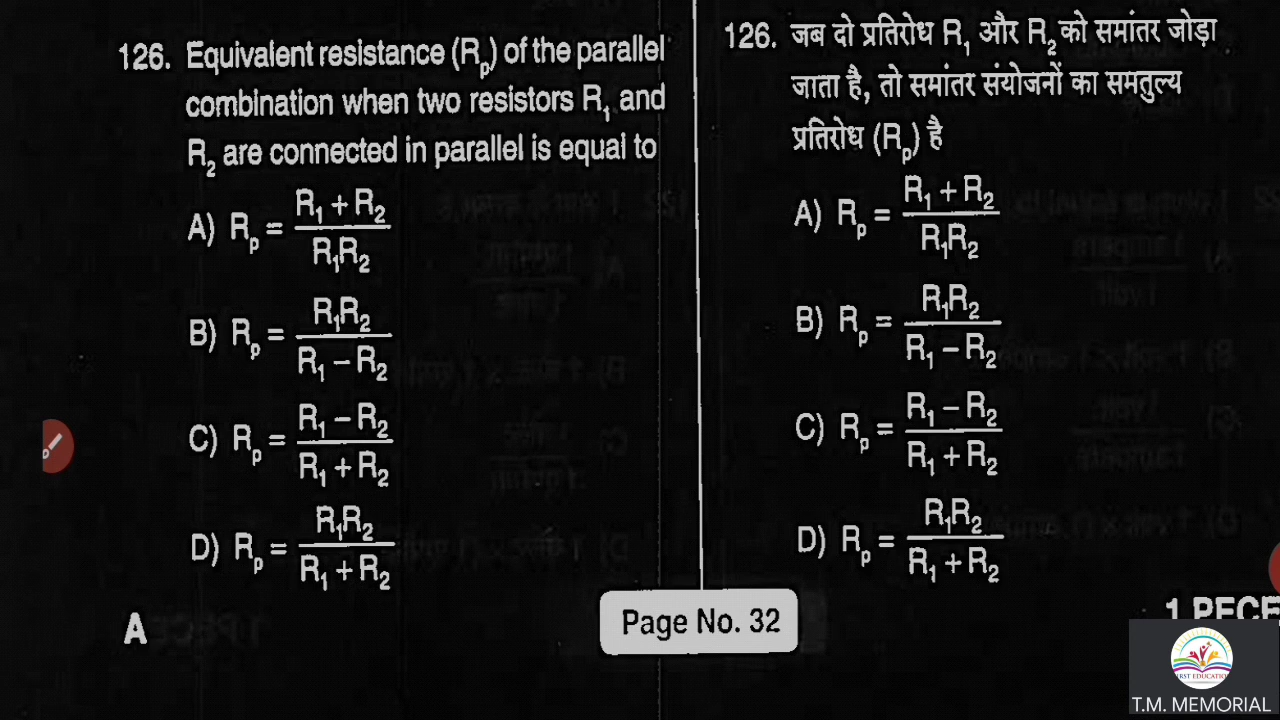 126. Equivalent resistance (Rp) of the parallel
combination when two resistors R1 and
R2 are connected in parallel is equal to
A) Rp = R1 + R2 / R1R2
B) Rp = R1R2 / R1 − R2
C) Rp = R1 − R2 / R1 + R2
D) Rp = R1R2 / R1 + R2
A
126. जब दो प्रतिरोध R1 और R2 को समांतर जोड़ा
जाता है, तो समांतर संयोजनों का समतुल्य
प्रतिरोध (Rp) है
A) Rp = R1 + R2 / R1R2
B) Rp = R1R2 / R1 − R2
C) Rp = R1 − R2 / R1 + R2
D) Rp = R1R2 / R1 + R2
Page No. 32
1 PECE
T.M. MEMORIAL